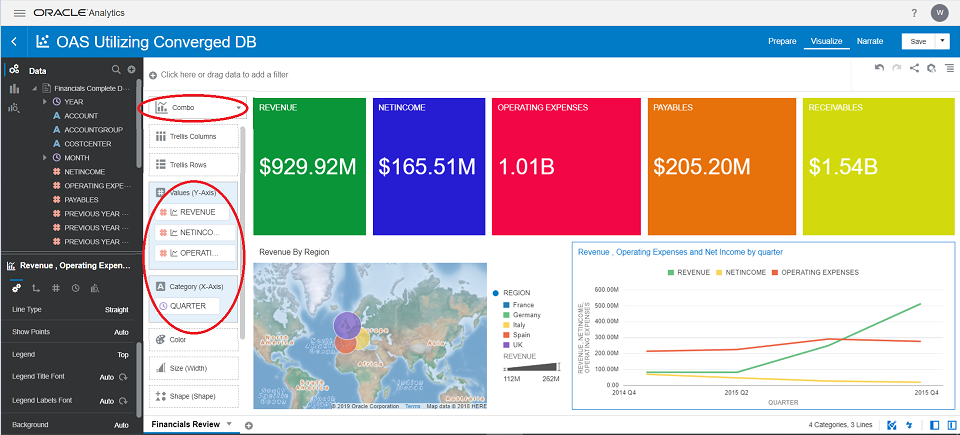 ORACLE Analytics
?
W
OAS Utilizing Converged DB
Prepare
Visualize
Narrate
Save
Data
Click here or drag data to add a filter
Financials Complete D...
YEAR
A ACCOUNT
A ACCOUNTGROUP
A COSTCENTER
MONTH
# NETINCOME
# OPERATING EXPE...
# PAYABLES
# PREVIOUS YEAR ...
# PREVIOUS YEAR ...
# PREVIOUS YEAR ...
Revenue , Operating Expen...
Line Type Straight
Show Points Auto
Legend Top
Legend Title Font Auto
Legend Labels Font Auto
Background Auto
Combo
Trellis Columns
Trellis Rows
Values (Y-Axis)
# REVENUE
# NETINCO...
# OPERATI...
A Category (X-Axis)
QUARTER
Color
Size (Width)
Shape (Shape)
REVENUE
$929.92M
NETINCOME
$165.51M
OPERATING EXPENSES
1.01B
PAYABLES
$205.20M
RECEIVABLES
$1.54B
Revenue By Region
© 2019 Oracle Corporation Terms Map data © 2018 HERE
REGION
France
Germany
Italy
Spain
UK
REVENUE
112M 262M
Revenue , Operating Expenses and Net Income by quarter
REVENUE NETINCOME OPERATING EXPENSES
REVENUE, NETINCOME,
OPERATING EXPENSES
600.00M
500.00M
400.00M
300.00M
200.00M
100.00M
0.00
2014 Q4 2015 Q2 2015 Q4
QUARTER
Financials Review
4 Categories, 3 Lines